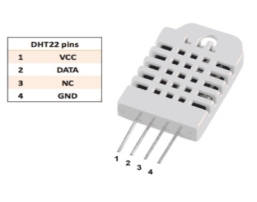 DHT22 pins
1 VCC
2 DATA
3 NC
4 GND
1 2 3 4